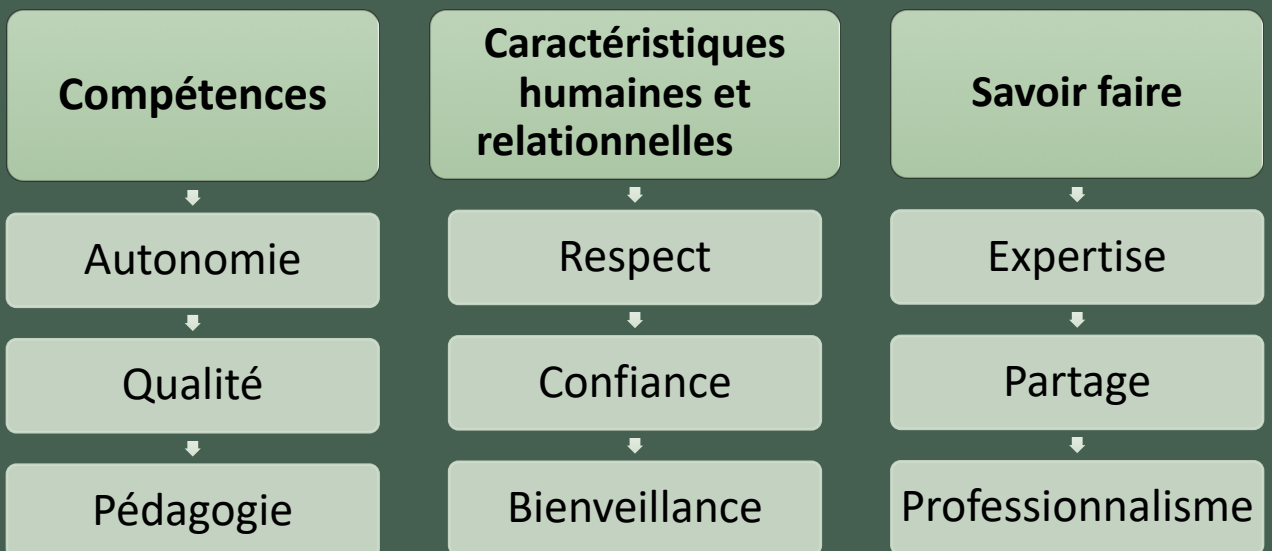 Compétences
Autonomie
Qualité
Pédagogie
Caractéristiques
humaines et
relationnelles
Respect
Confiance
Bienveillance
Savoir faire
Expertise
Partage
Professionnalisme